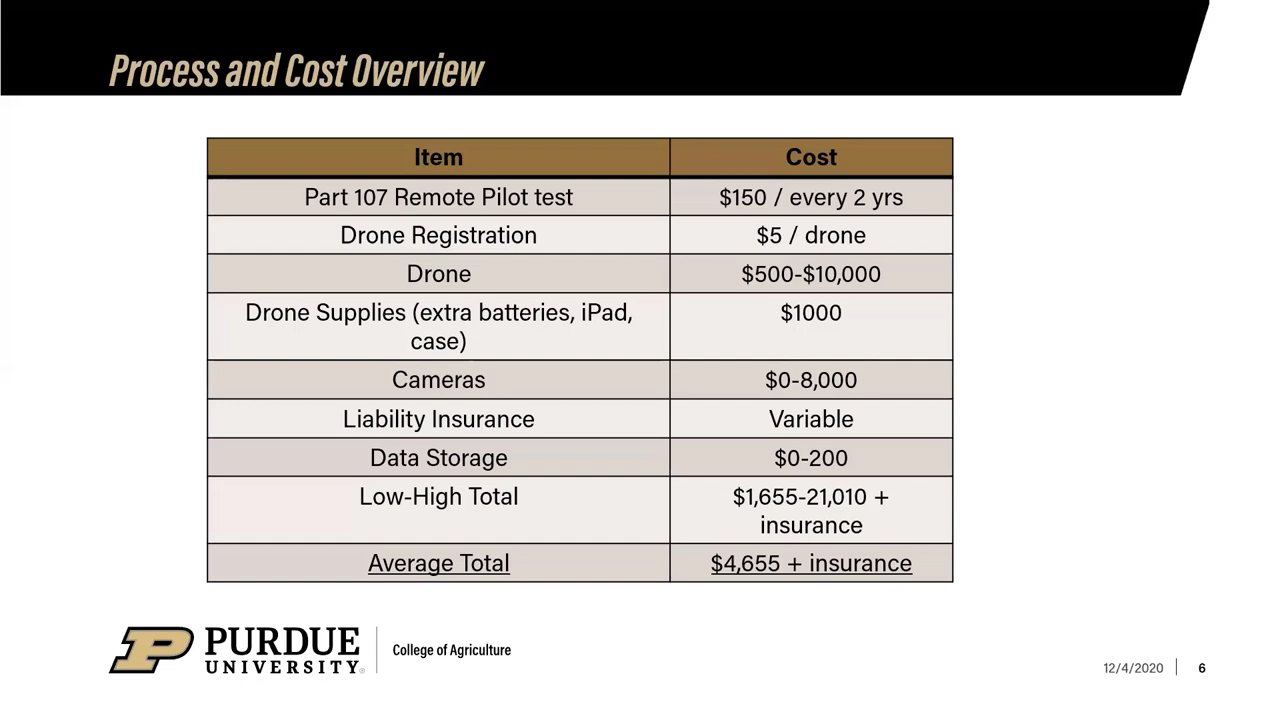 Process and Cost Overview
Item Cost
Part 107 Remote Pilot test $150 / every 2 yrs
Drone Registration $5 / drone
Drone $500-$10,000
Drone Supplies (extra batteries, iPad,
case) $1000
Cameras $0-8,000
Liability Insurance Variable
Data Storage $0-200
Low-High Total $1,655-21,010 +
insurance
Average Total $4,655 + insurance
PURDUE
UNIVERSITY®
College of Agriculture
12/4/2020 | 6